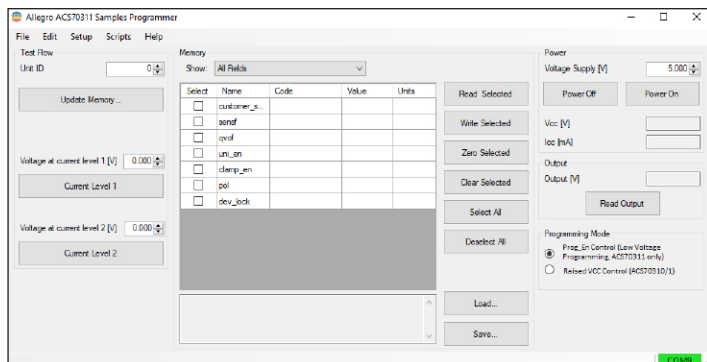 Allegro ACS70311 Samples Programmer
File Edit Setup Scripts Help
Test Flow
Unit ID 0
Update Memory...
Voltage at current level 1 [V] 0.000
Current Level 1
Voltage at current level 2 [V] 0.000
Current Level 2
Memory
Show: All Fields
Select Name Code Value Units
customer_s...
sensf
qvof
uni_en
clamp_en
pol
dev_lock
Read Selected
Write Selected
Zero Selected
Clear Selected
Select All
Deselect All
Load...
Save...
Power
Voltage Supply [V] 5.000
Power Off Power On
Vcc [V]
Icc [mA]
Output
Output [V]
Read Output
Programming Mode
Prog_En Control (Low Voltage
Programming, ACS70311 only)
Raised VCC Control (ACS70310/1)
COM9